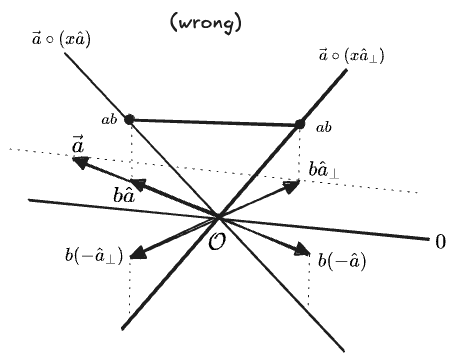 (wrong)
$\vec{a} \circ (x\hat{a})$
$\vec{a} \circ (x\hat{a}_\perp)$
$ab$
$ab$
$\vec{a}$
$b\hat{a}$
$b\hat{a}_\perp$
$\mathcal{O}$
0
$b(-\hat{a}_\perp)$
$b(-\hat{a})$